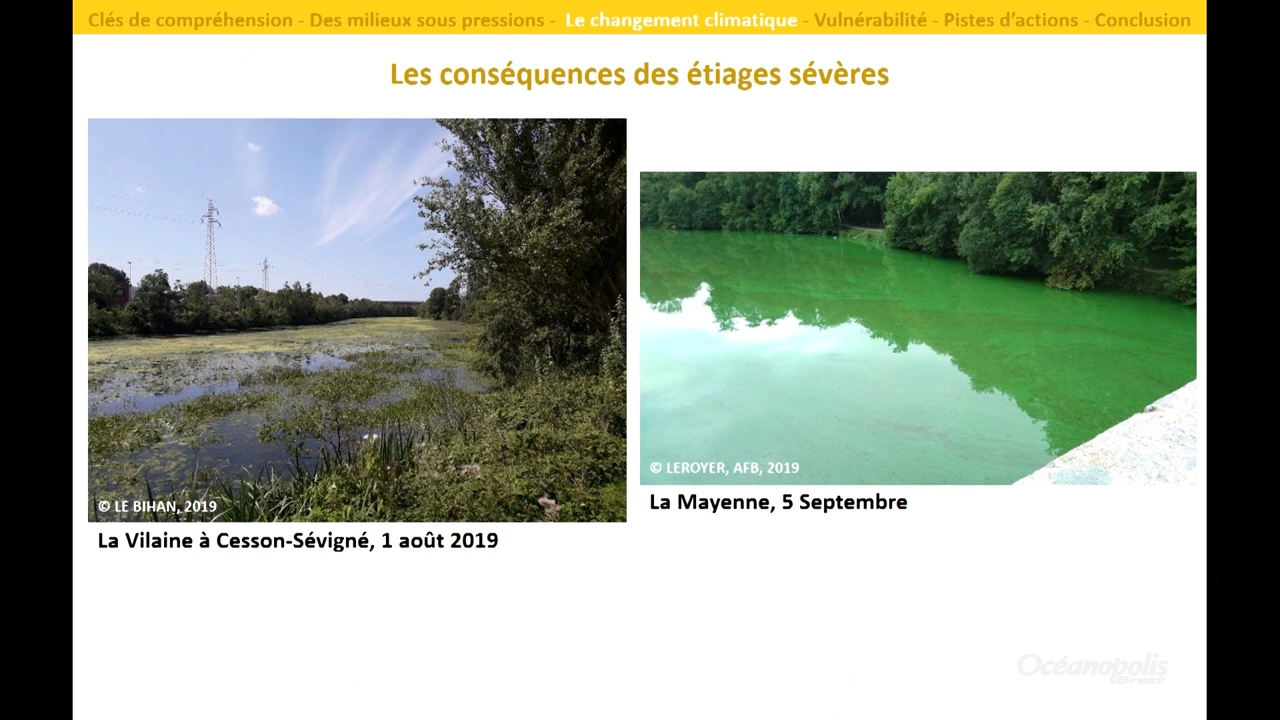 Clés de compréhension - Des milieux sous pressions - Le changement climatique - Vulnérabilité - Pistes d'actions - Conclusion
Les conséquences des étiages sévères
© LE BIHAN, 2019
La Vilaine à Cesson-Sévigné, 1 août 2019
© LEROYER, AFB, 2019
La Mayenne, 5 Septembre
Océanopolis
Brest